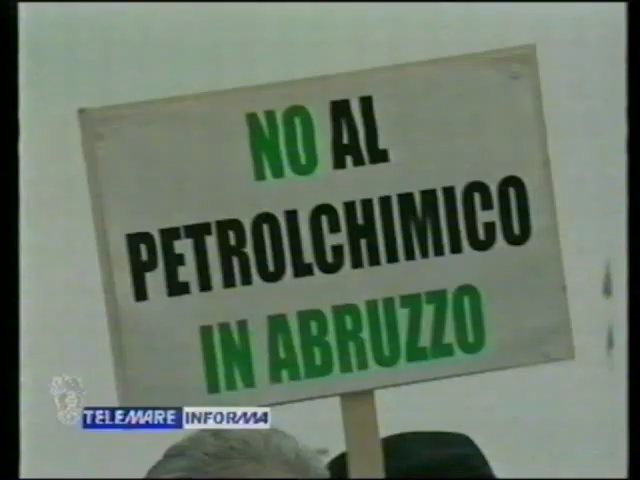 NO AL
PETROLCHIMICO
IN ABRUZZO
TELEMARE INFORMA